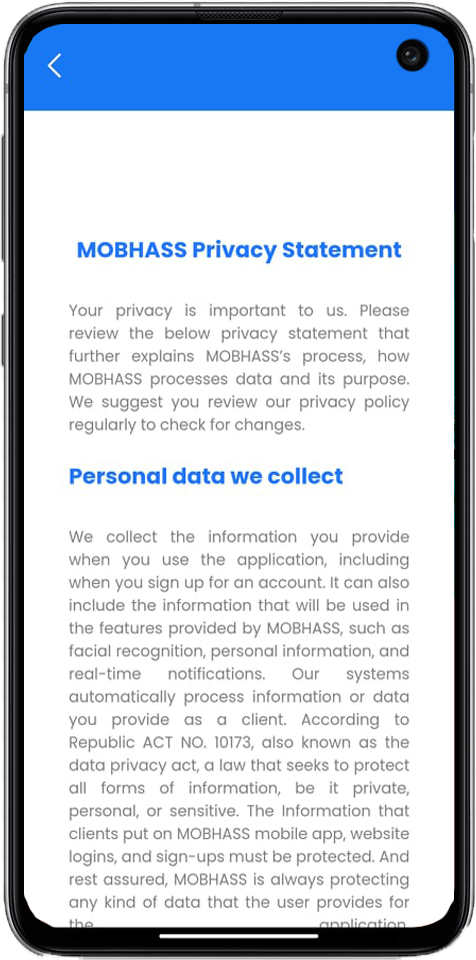 MOBHASS Privacy Statement
Your privacy is important to us. Please
review the below privacy statement that
further explains MOBHASS's process, how
MOBHASS processes data and its purpose.
We suggest you review our privacy policy
regularly to check for changes.
Personal data we collect
We collect the information you provide
when you use the application, including
when you sign up for an account. It can also
include the information that will be used in
the features provided by MOBHASS, such as
facial recognition, personal information, and
real-time notifications. Our systems
automatically process information or data
you provide as a client. According to
Republic ACT NO. 10173, also known as the
data privacy act, a law that seeks to protect
all forms of information, be it private,
personal, or sensitive. The Information that
clients put on MOBHASS mobile app, website
logins, and sign-ups must be protected. And
rest assured, MOBHASS is always protecting
any kind of data that the user provides for
the application.